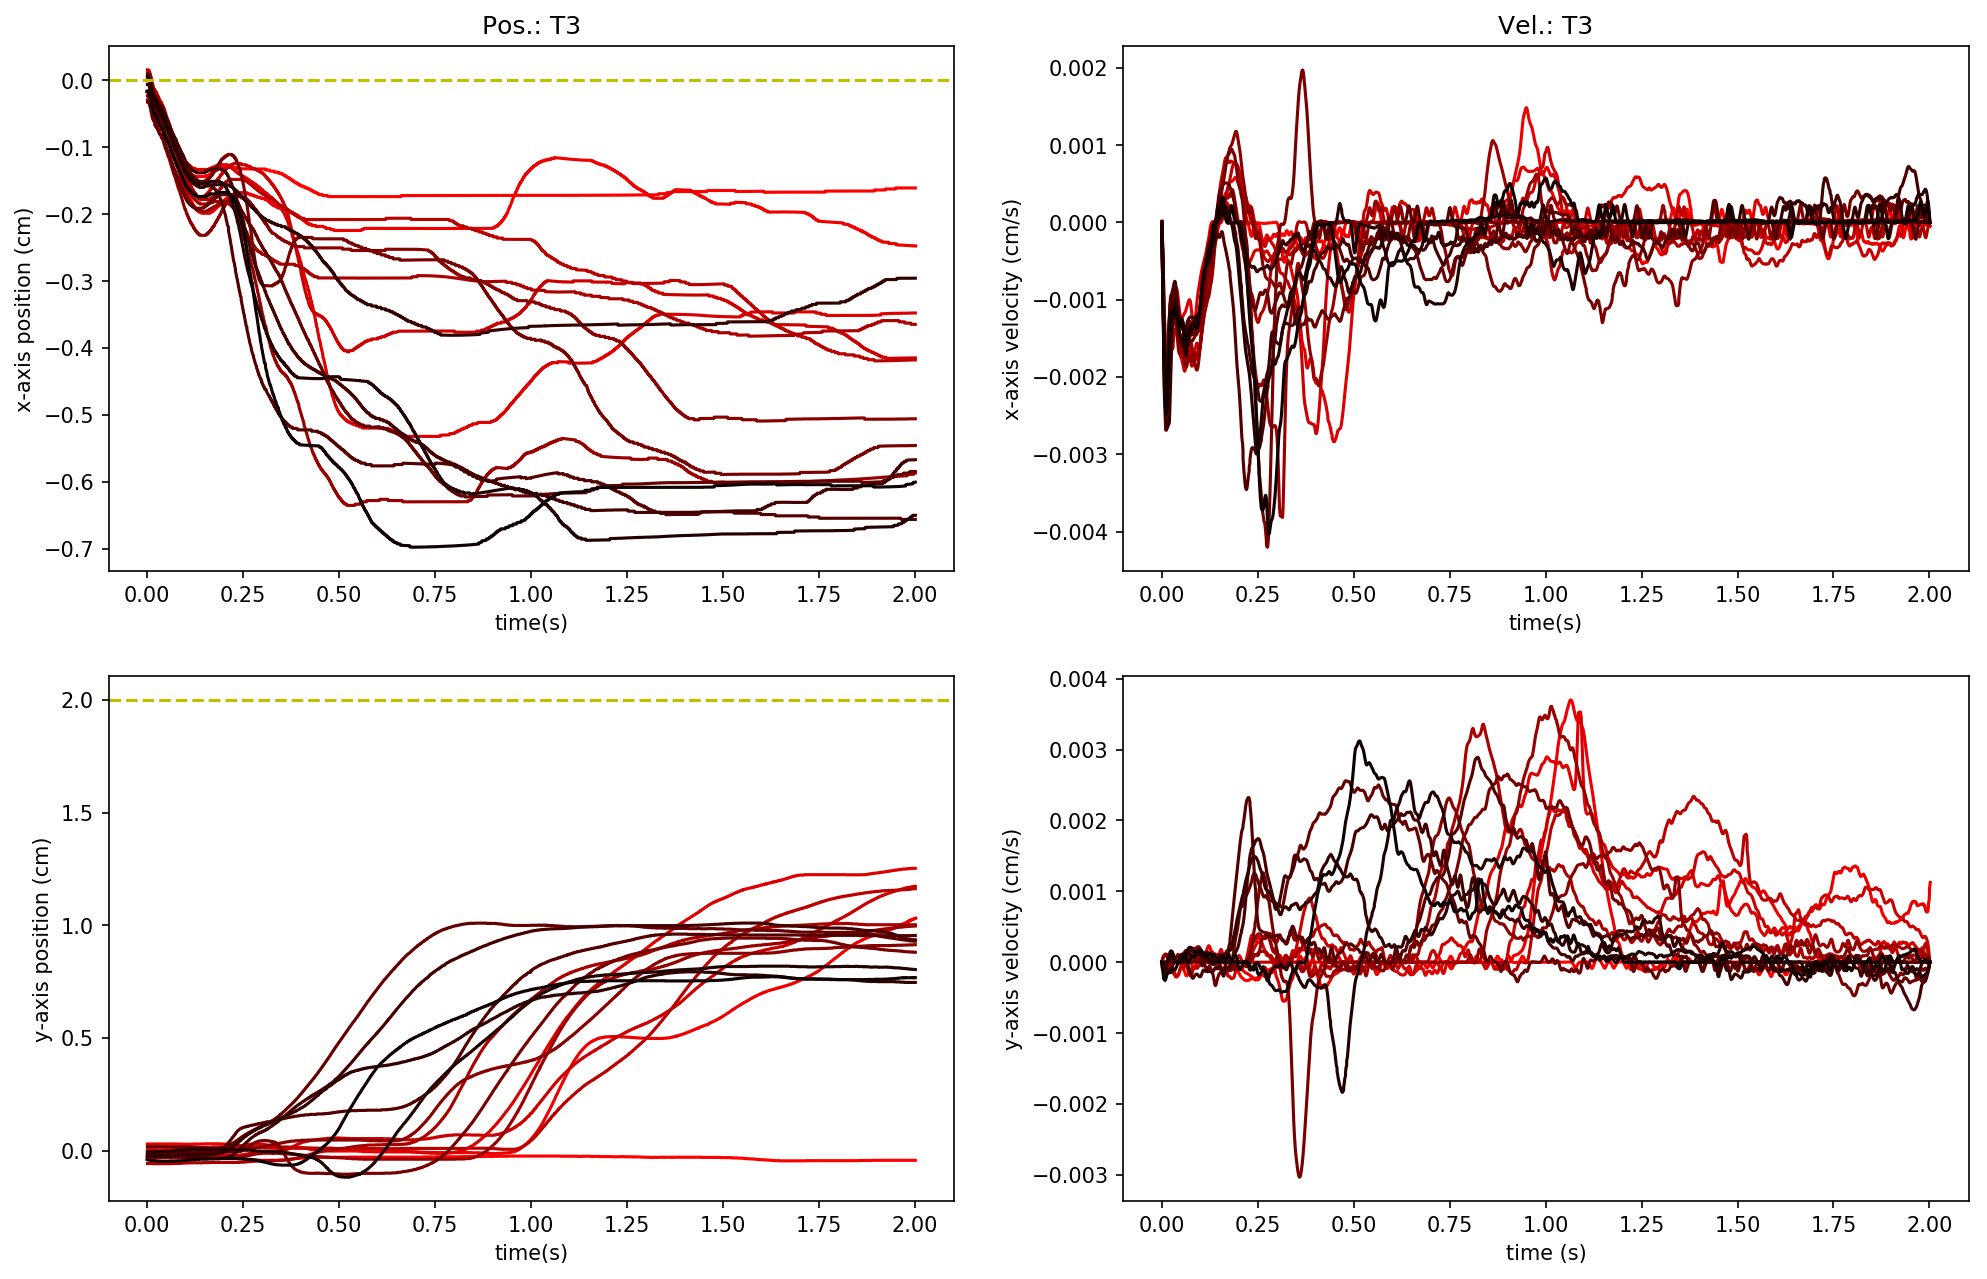 Pos.: T3
0.0
−0.1
−0.2
−0.3
−0.4
−0.5
−0.6
−0.7
x-axis position (cm)
0.00 0.25 0.50 0.75 1.00 1.25 1.50 1.75 2.00
time(s)
Vel.: T3
0.002
0.001
0.000
−0.001
−0.002
−0.003
−0.004
x-axis velocity (cm/s)
0.00 0.25 0.50 0.75 1.00 1.25 1.50 1.75 2.00
time(s)
2.0
1.5
1.0
0.5
0.0
y-axis position (cm)
0.00 0.25 0.50 0.75 1.00 1.25 1.50 1.75 2.00
time(s)
0.004
0.003
0.002
0.001
0.000
−0.001
−0.002
−0.003
y-axis velocity (cm/s)
0.00 0.25 0.50 0.75 1.00 1.25 1.50 1.75 2.00
time (s)